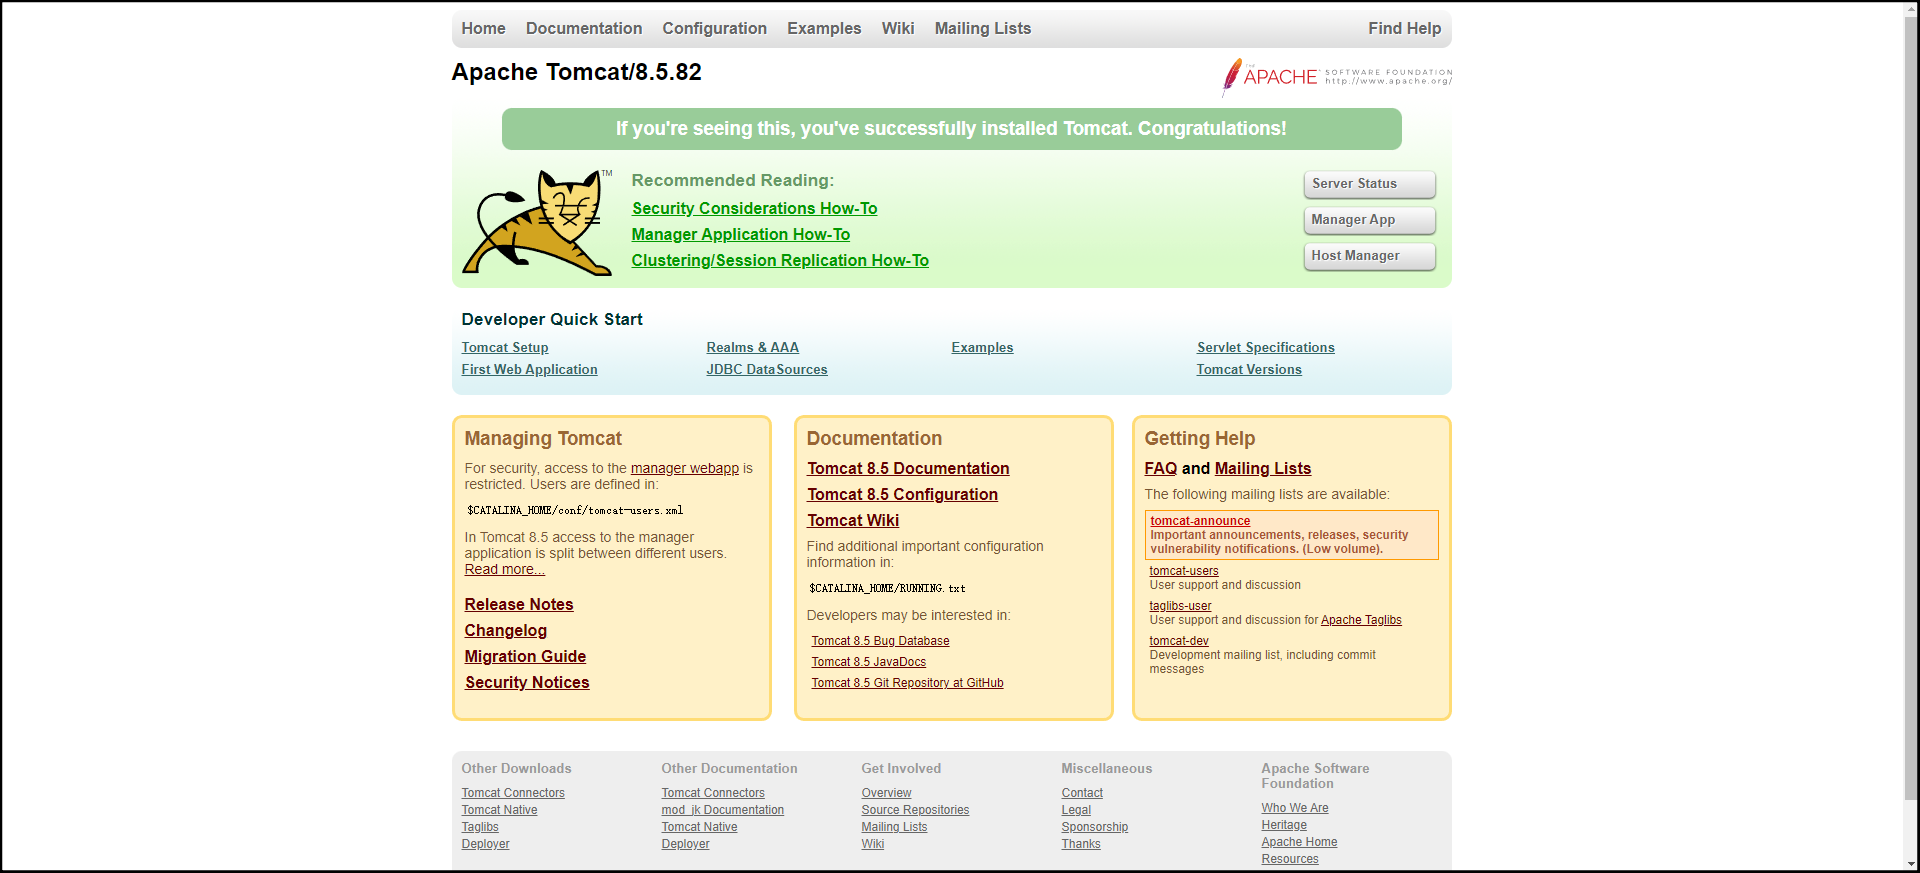 Home Documentation Configuration Examples Wiki Mailing Lists Find Help
Apache Tomcat/8.5.82
THE
APACHE
SOFTWARE FOUNDATION
http://www.apache.org/
If you're seeing this, you've successfully installed Tomcat. Congratulations!
TM
Recommended Reading:
Security Considerations How-To
Manager Application How-To
Clustering/Session Replication How-To
Server Status
Manager App
Host Manager
Developer Quick Start
Tomcat Setup
First Web Application
Realms & AAA
JDBC DataSources
Examples
Servlet Specifications
Tomcat Versions
Managing Tomcat
For security, access to the manager webapp is
restricted. Users are defined in:
$CATALINA_HOME/conf/tomcat-users.xml
In Tomcat 8.5 access to the manager
application is split between different users.
Read more...
Release Notes
Changelog
Migration Guide
Security Notices
Documentation
Tomcat 8.5 Documentation
Tomcat 8.5 Configuration
Tomcat Wiki
Find additional important configuration
information in:
$CATALINA_HOME/RUNNING.txt
Developers may be interested in:
Tomcat 8.5 Bug Database
Tomcat 8.5 JavaDocs
Tomcat 8.5 Git Repository at GitHub
Getting Help
FAQ and Mailing Lists
The following mailing lists are available:
tomcat-announce
Important announcements, releases, security
vulnerability notifications. (Low volume).
tomcat-users
User support and discussion
taglibs-user
User support and discussion for Apache Taglibs
tomcat-dev
Development mailing list, including commit
messages
Other Downloads
Tomcat Connectors
Tomcat Native
Taglibs
Deployer
Other Documentation
Tomcat Connectors
mod_jk Documentation
Tomcat Native
Deployer
Get Involved
Overview
Source Repositories
Mailing Lists
Wiki
Miscellaneous
Contact
Legal
Sponsorship
Thanks
Apache Software
Foundation
Who We Are
Heritage
Apache Home
Resources